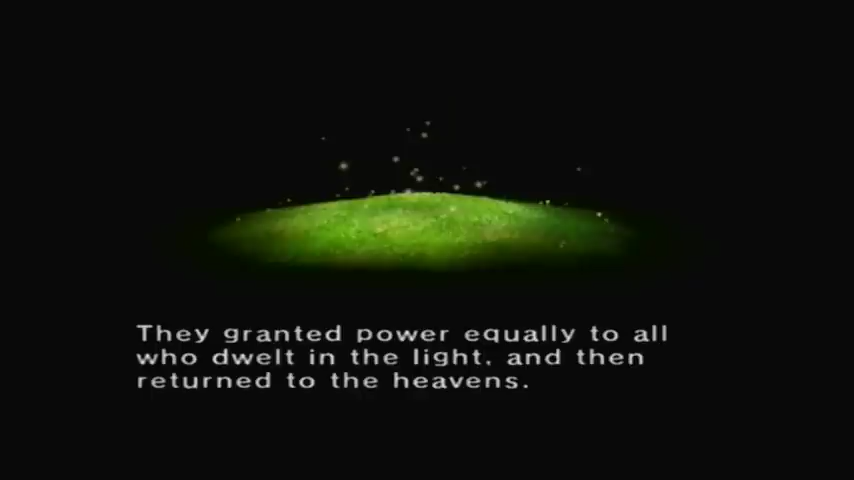 They granted power equally to all
who dwelt in the light, and then
returned to the heavens.